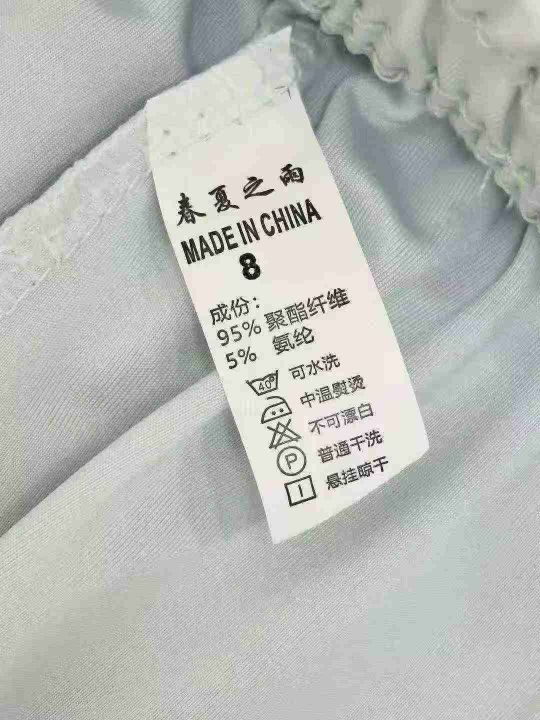 春夏之雨
MADE IN CHINA
8
成份：
95% 聚酯纤维
5% 氨纶
40° 可水洗
中温熨烫
不可漂白
P 普通干洗
悬挂晾干